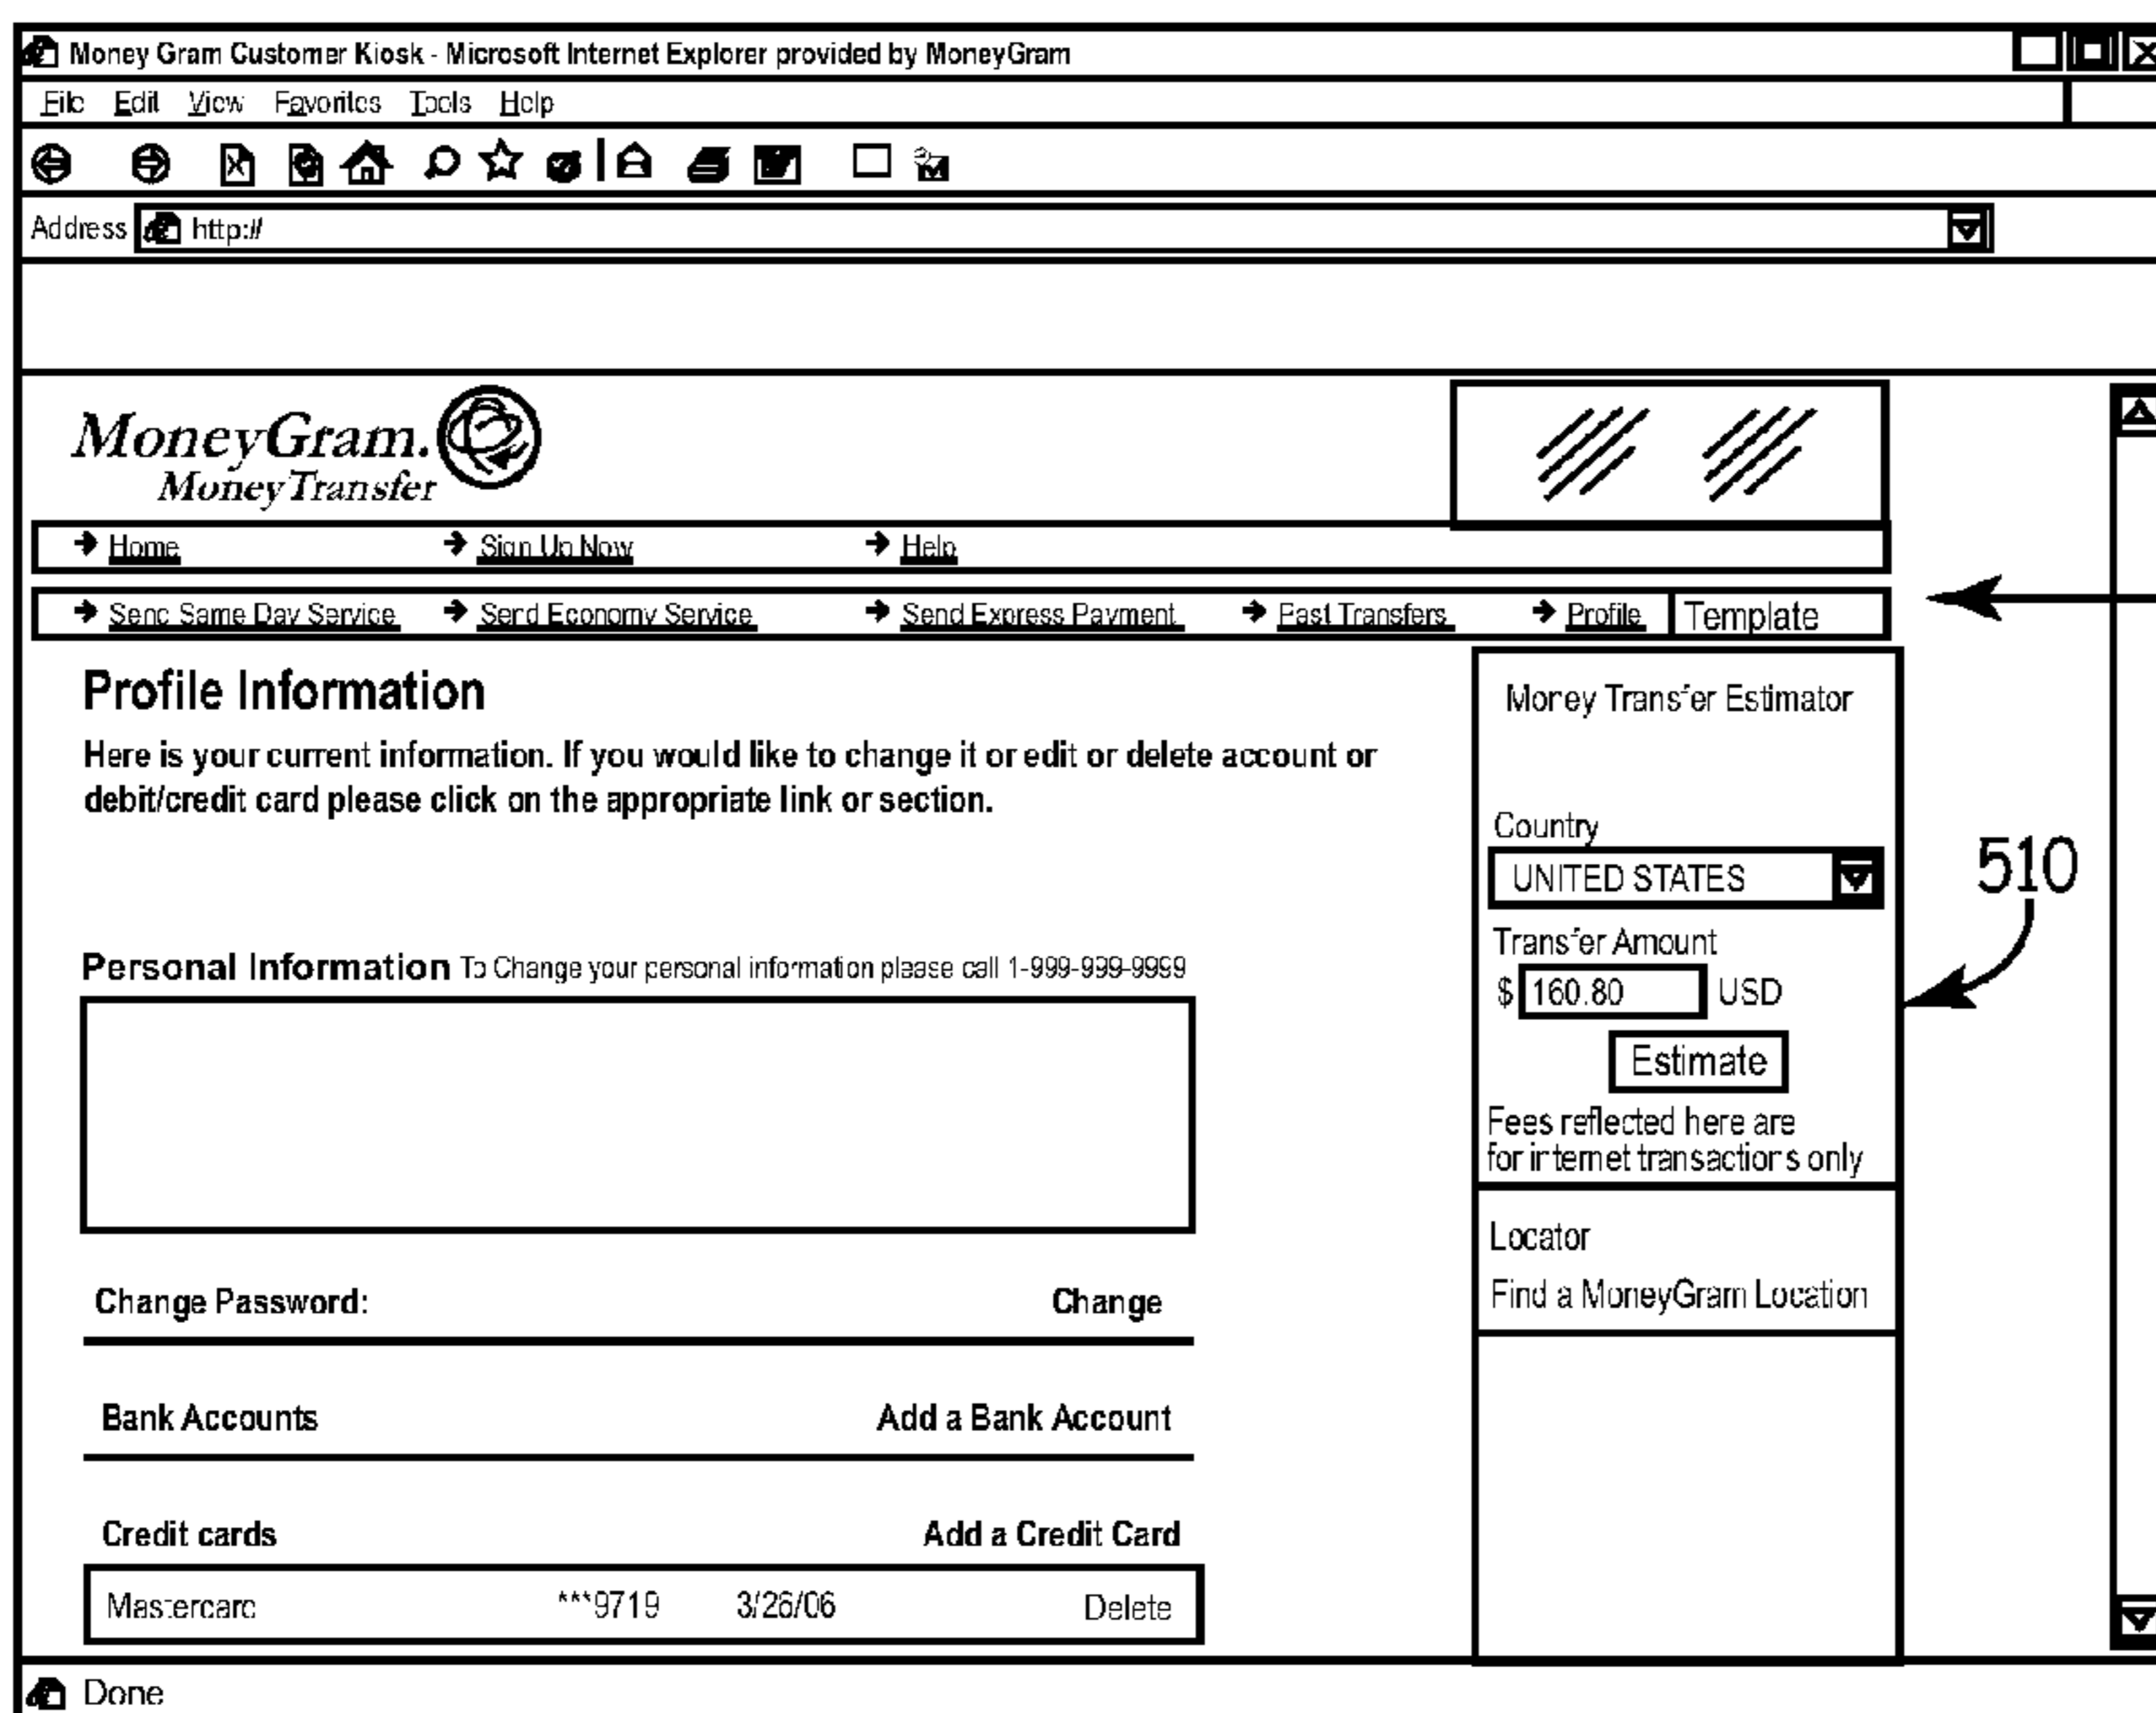 Money Gram Customer Kiosk - Microsoft Internet Explorer provided by MoneyGram
File Edit View Favorites Tools Help
Address http://
MoneyGram.
MoneyTransfer
Home Sign Up Now Help
Send Same Day Service Send Economy Service Send Express Payment Past Transfers Profile Template
Profile Information
Here is your current information. If you would like to change it or edit or delete account or
debit/credit card please click on the appropriate link or section.
Personal Information To Change your personal information please call 1-999-999-9999
Change Password: Change
Bank Accounts Add a Bank Account
Credit cards Add a Credit Card
Mastercard ***9719 3/26/06 Delete
Money Transfer Estimator
Country
UNITED STATES
Transfer Amount
$ 160.80 USD
Estimate
Fees reflected here are
for internet transactions only
Locator
Find a MoneyGram Location
510
Done